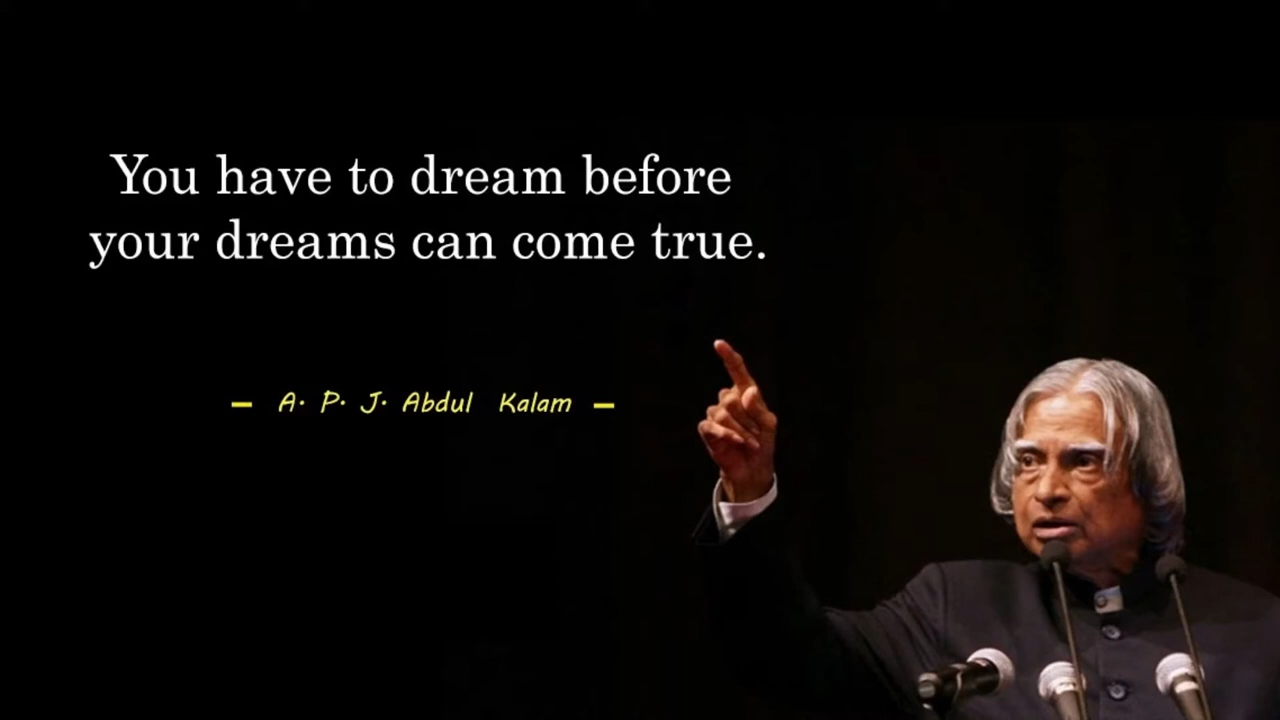 You have to dream before
your dreams can come true.
– A. P. J. Abdul Kalam –